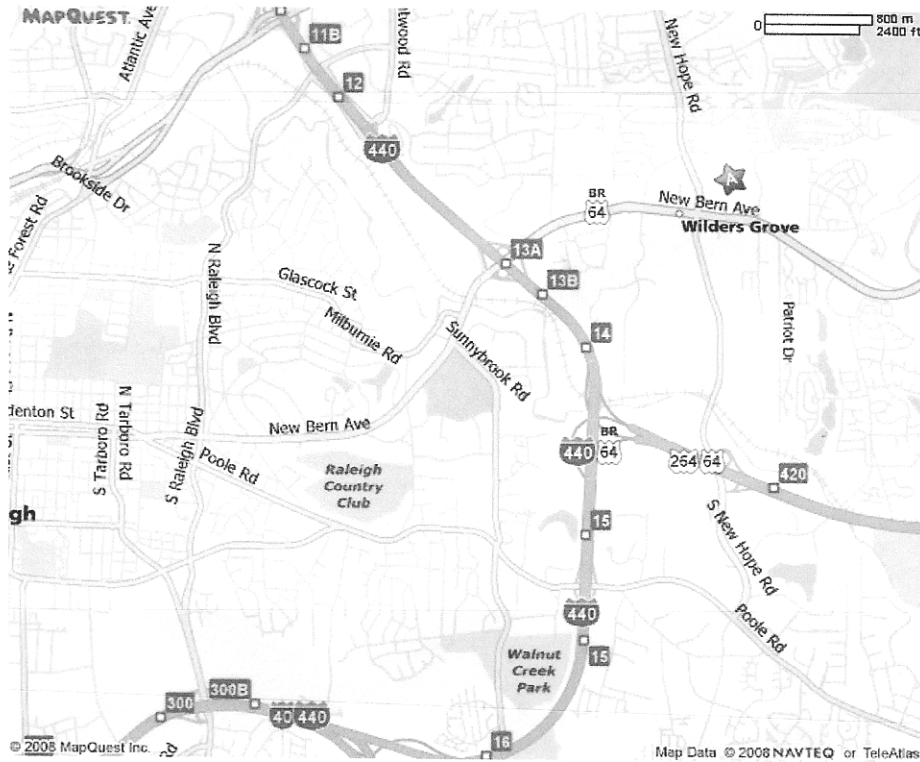 MAPQUEST
800 m
0
2400 ft
11B
Atlantic Ave
ntwood Rd
New Hope Rd
12
440
Brookside Dr
A
BR
64
New Bern Ave
Wilders Grove
e Forest Rd
N Raleigh Blvd
13A
Glascock St
13B
Milburnie Rd
Sunnybrook Rd
14
Patriot Dr
denton St
N Tarboro Rd
S Tarboro Rd
S Raleigh Blvd
New Bern Ave
Poole Rd
BR
440
64
264
64
420
Raleigh
Country
Club
gh
15
S New Hope Rd
440
Poole Rd
15
Walnut
Creek
Park
300
300B
40
440
16
Rd
© 2008 MapQuest Inc.
Map Data © 2008 NAVTEQ or TeleAtlas